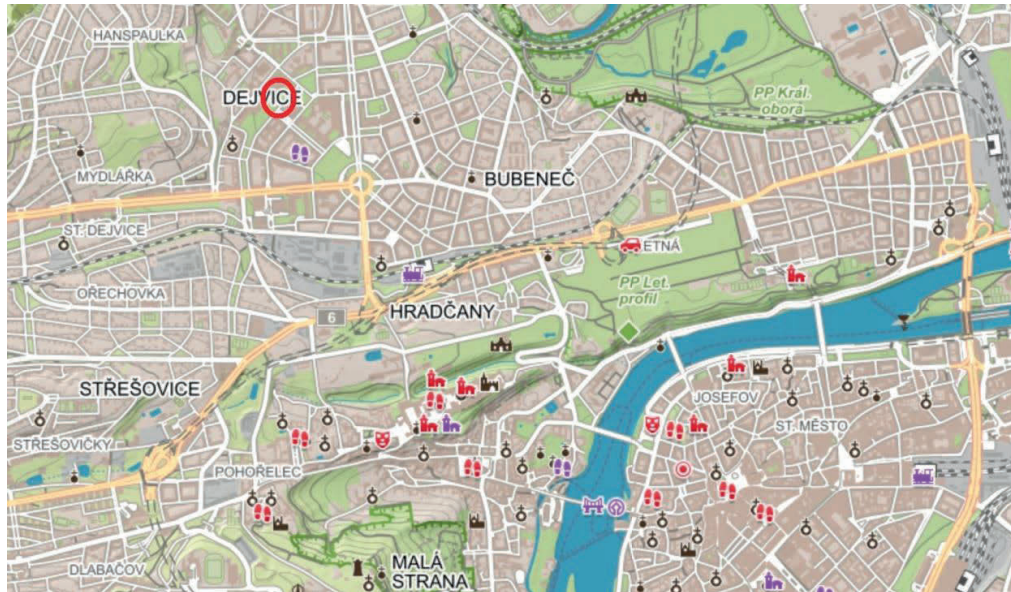 HANSPAULKA
DEJVICE
PP Král.
obora
MYDLÁŘKA
BUBENEČ
ST. DEJVICE
ETNÁ
OŘECHOVKA
PP Let.
profil
6
HRADČANY
STŘEŠOVICE
JOSEFOV
ST. MĚSTO
STŘEŠOVIČKY
POHOŘELEC
DLABAČOV
MALÁ
STRANA